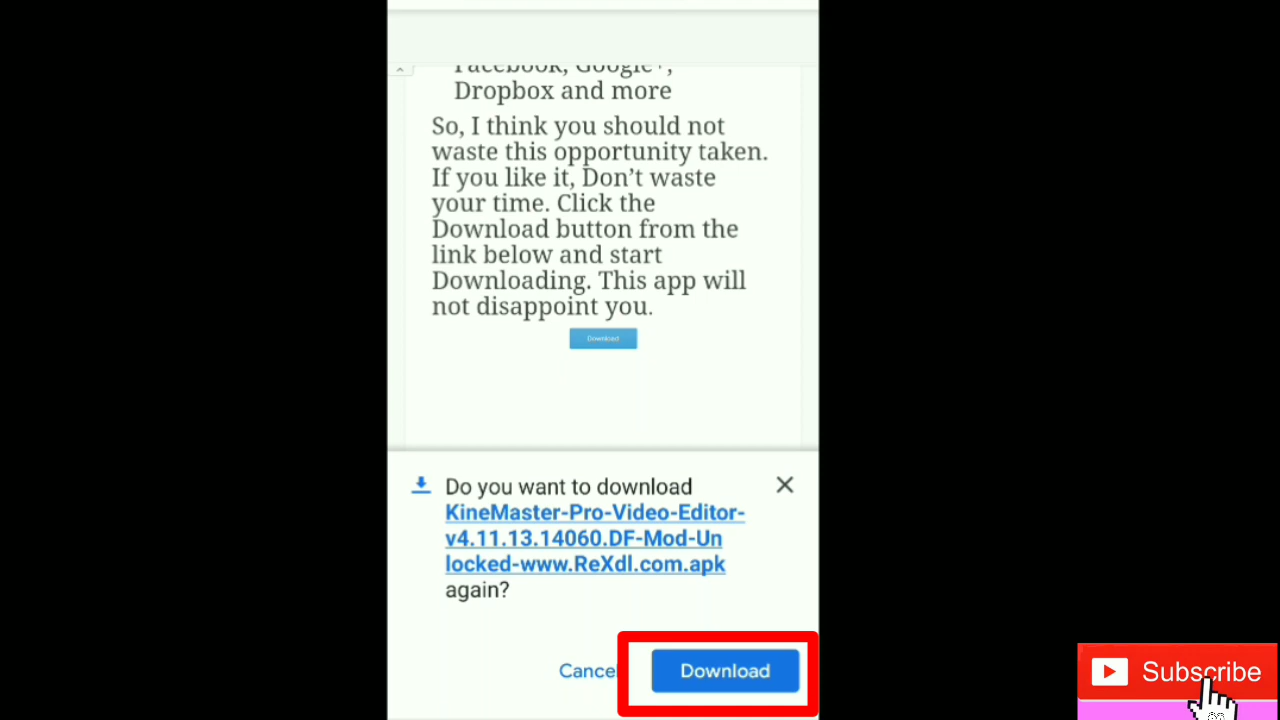 Facebook, Google+,
Dropbox and more
So, I think you should not
waste this opportunity taken.
If you like it, Don’t waste
your time. Click the
Download button from the
link below and start
Downloading. This app will
not disappoint you.
Download
Do you want to download
KineMaster-Pro-Video-Editor-
v4.11.13.14060.DF-Mod-Un
locked-www.ReXdl.com.apk
again?
Cancel
Download
Subscribe